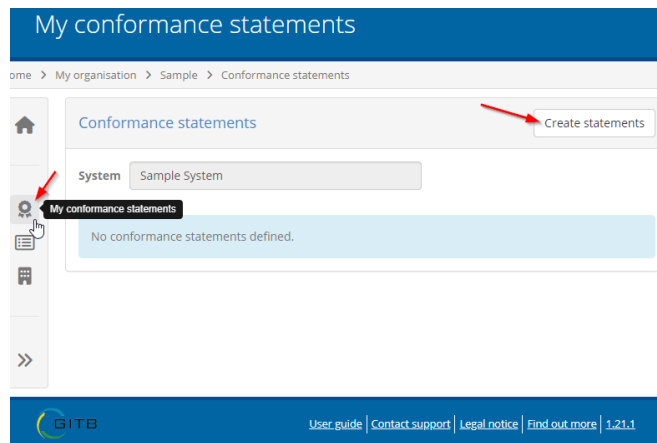 My conformance statements
ome > My organisation > Sample > Conformance statements
Conformance statements
Create statements
System Sample System
My conformance statements
No conformance statements defined.
GITB
User guide | Contact support | Legal notice | Find out more | 1.21.1